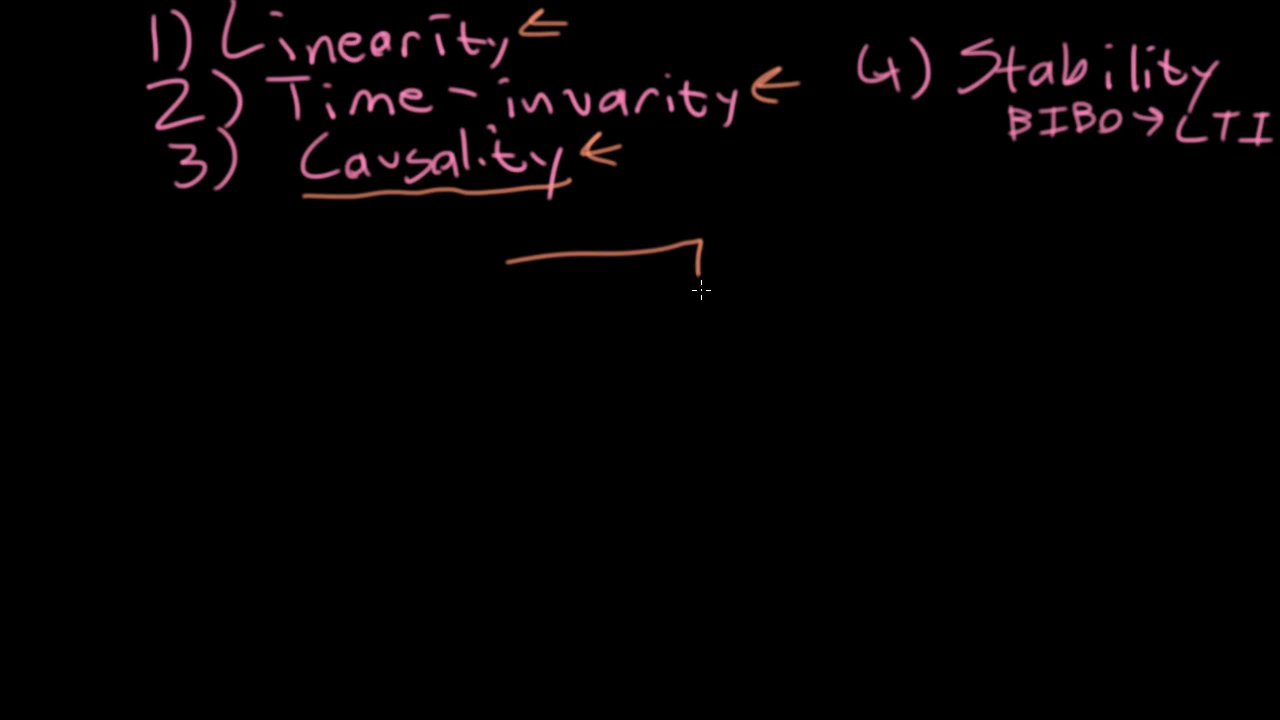 1) Linearity ←
2) Time-invarity ←
3) Causality ←
(4) Stability
BIBO → LTI